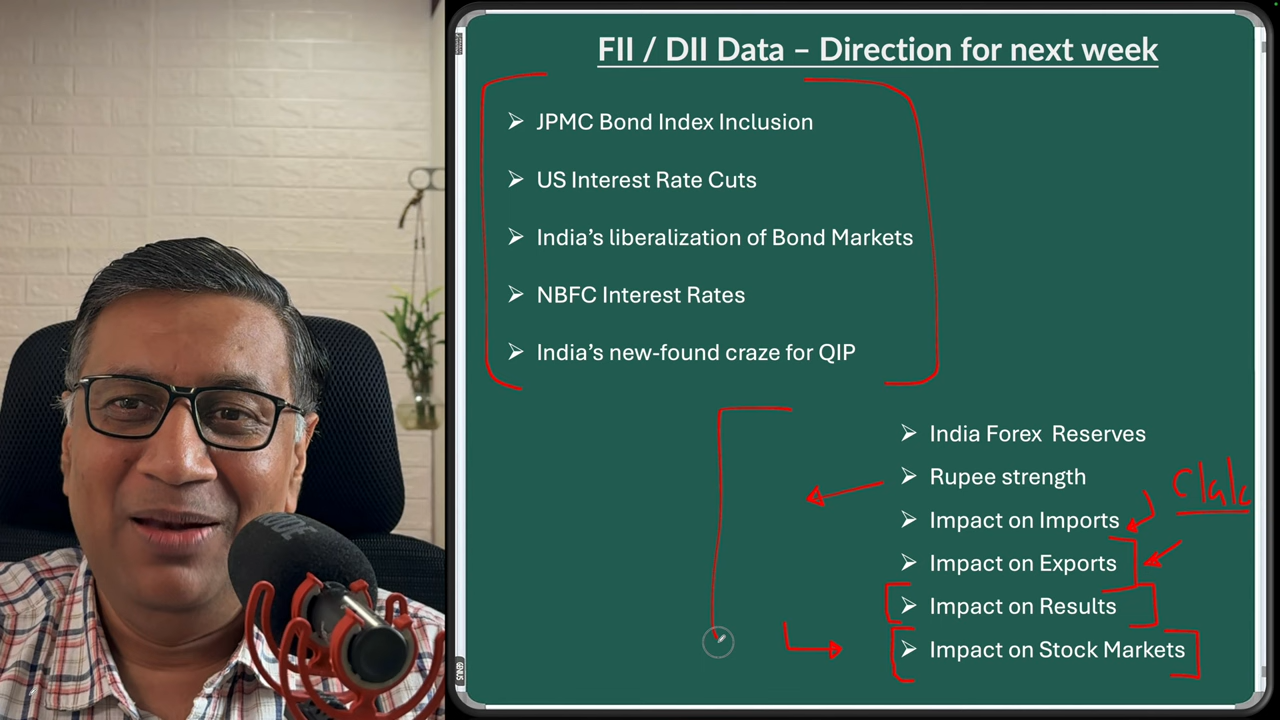 FII / DII Data – Direction for next week
➢ JPMC Bond Index Inclusion
➢ US Interest Rate Cuts
➢ India’s liberalization of Bond Markets
➢ NBFC Interest Rates
➢ India’s new-found craze for QIP
➢ India Forex Reserves
➢ Rupee strength
➢ Impact on Imports
➢ Impact on Exports
➢ Impact on Results
➢ Impact on Stock Markets